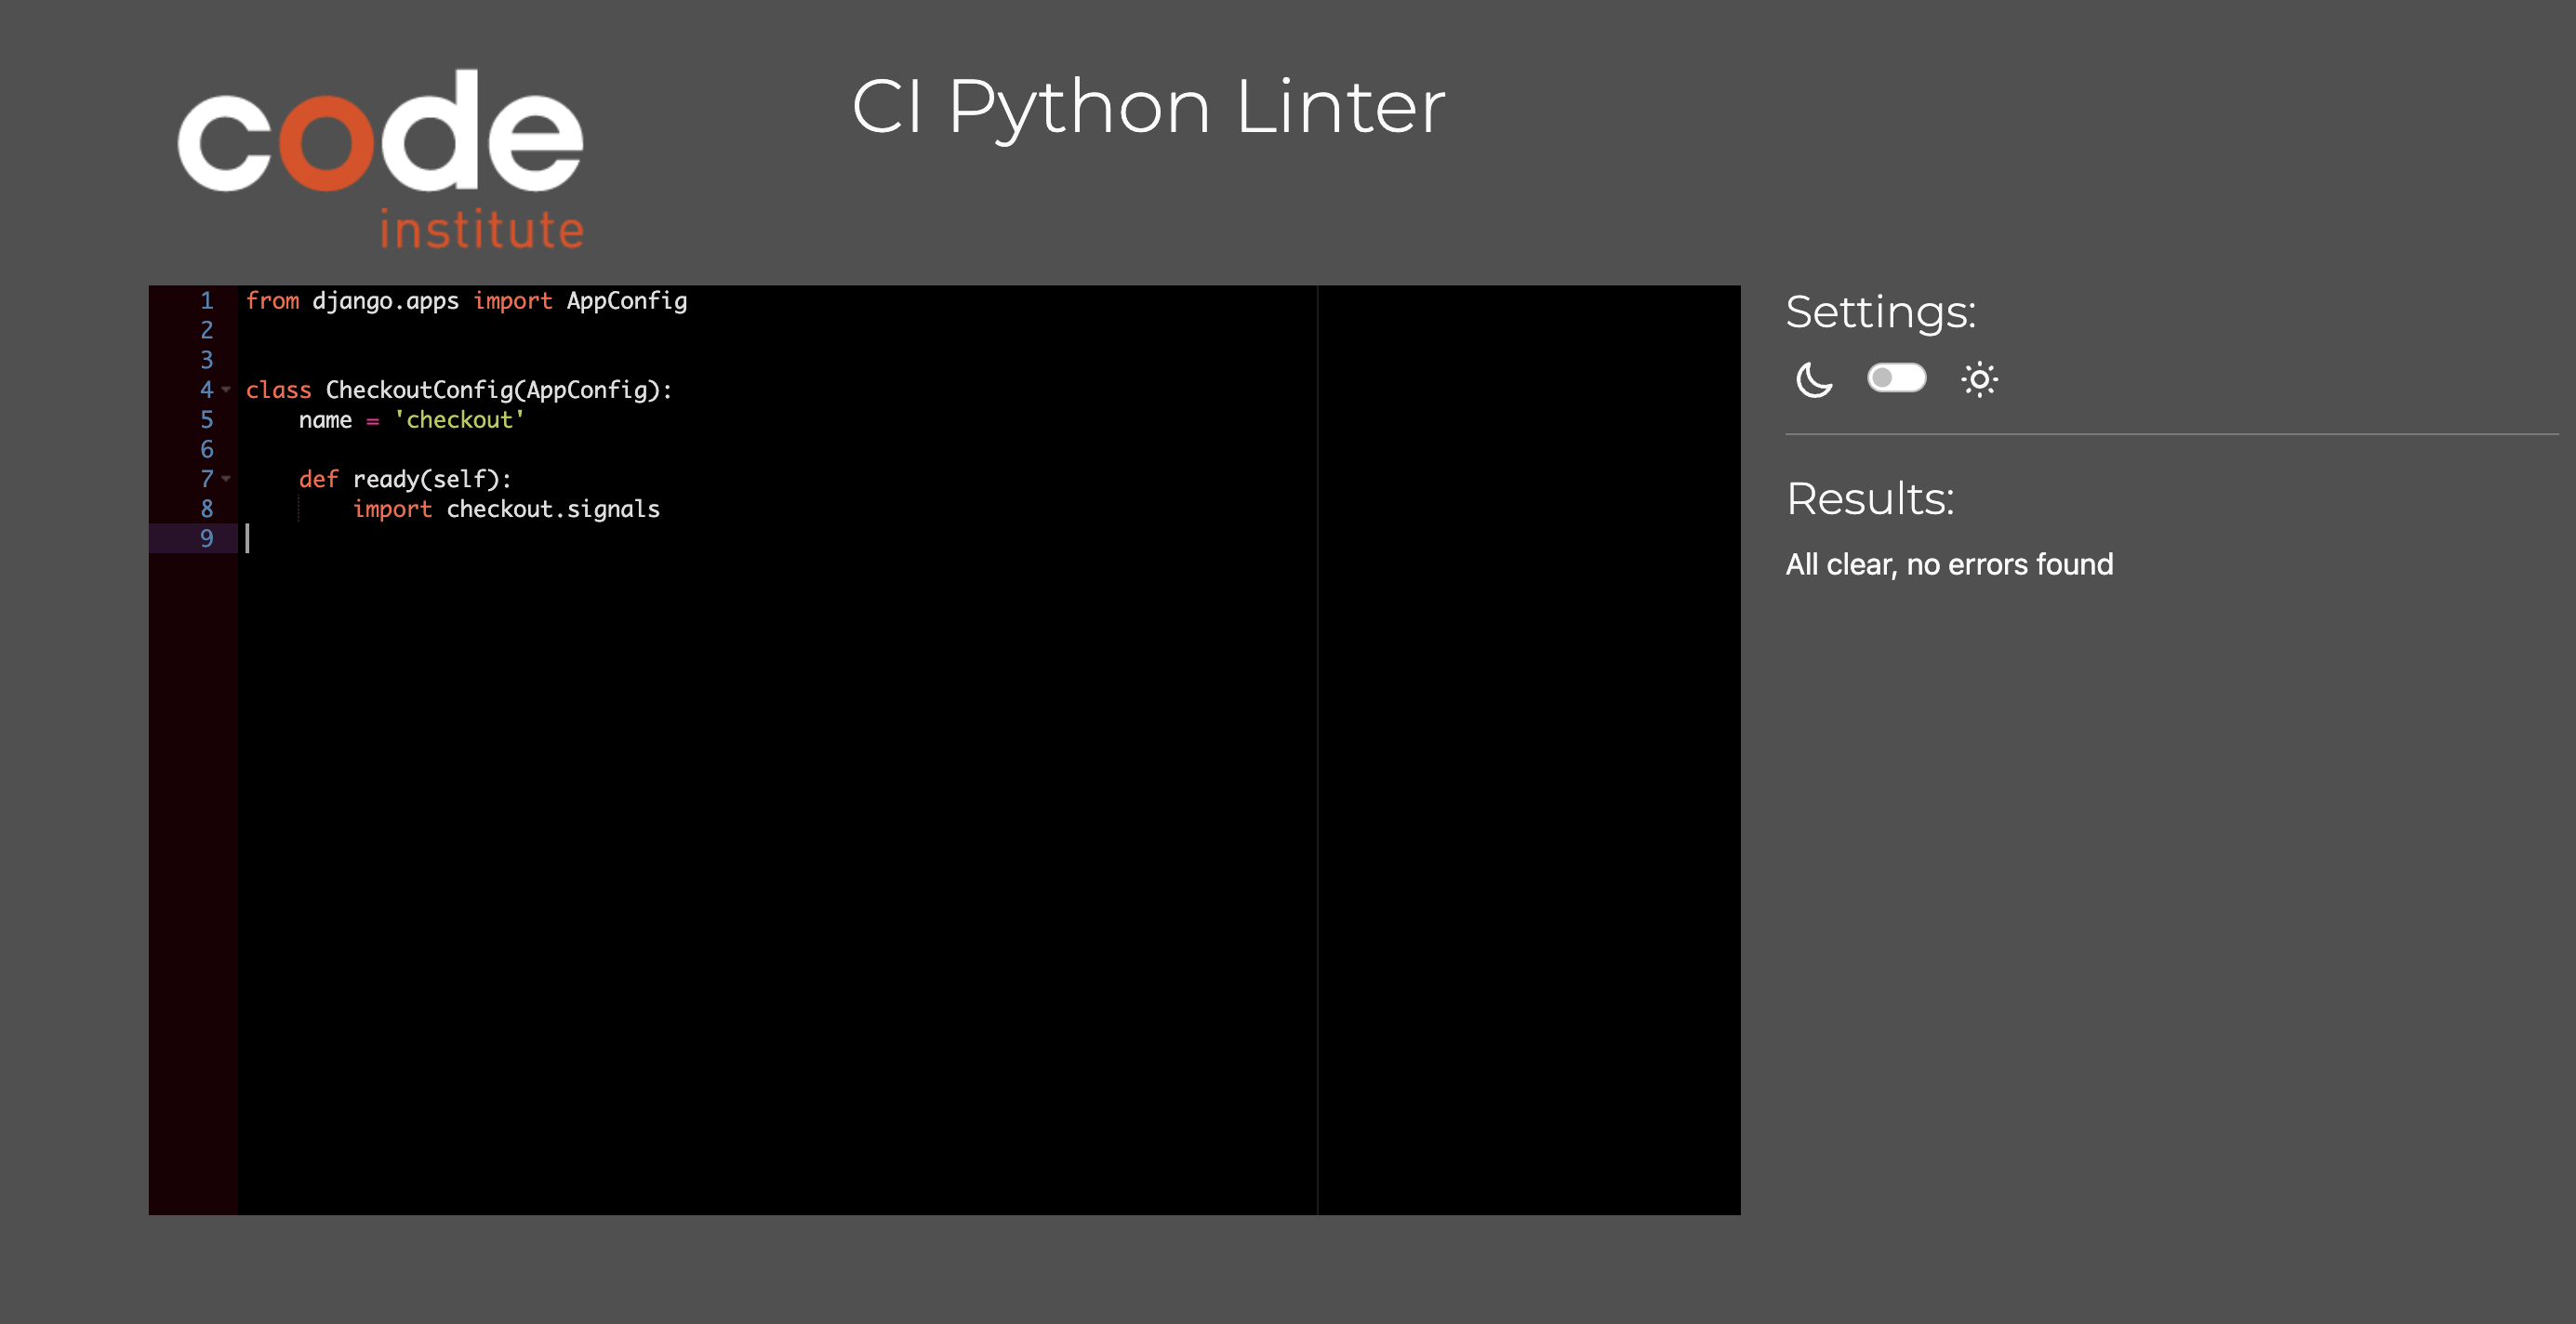 code
institute
CI Python Linter
1 from django.apps import AppConfig
2
3
4 class CheckoutConfig(AppConfig):
5     name = 'checkout'
6
7     def ready(self):
8         import checkout.signals
9
Settings:
Results:
All clear, no errors found